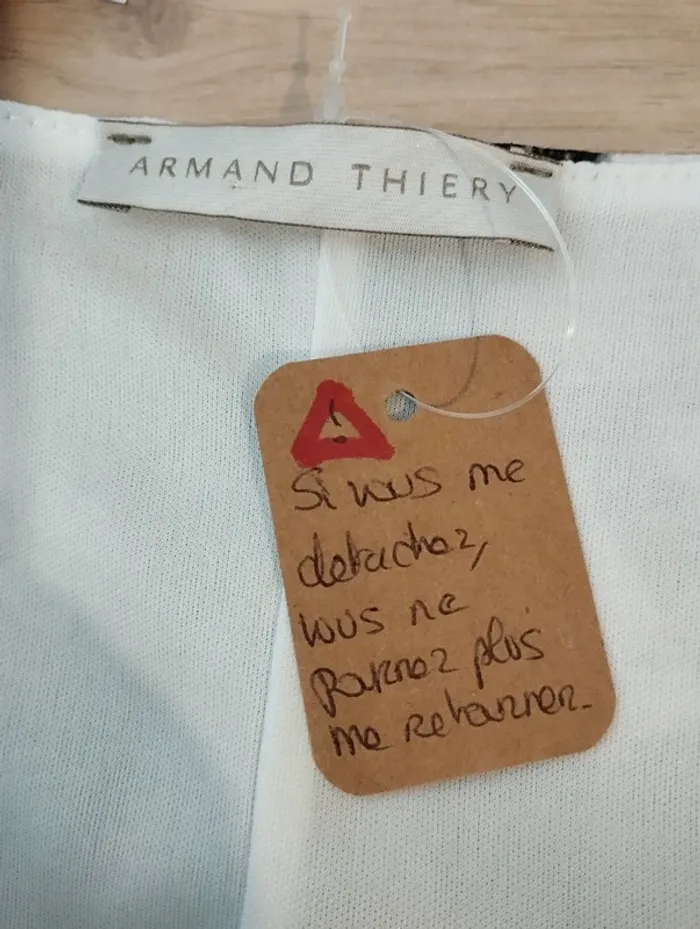 ARMAND THIERY
!
Si vous me
detachez,
vous ne
pourrez plus
me retourner.